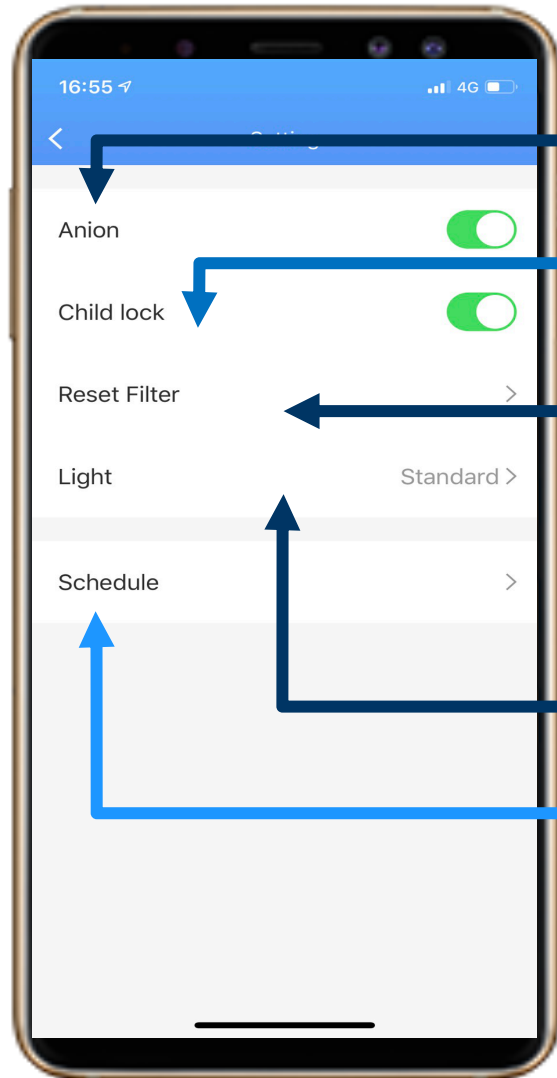 16:55
4G
Anion
Child lock
Reset Filter
Light Standard
Schedule